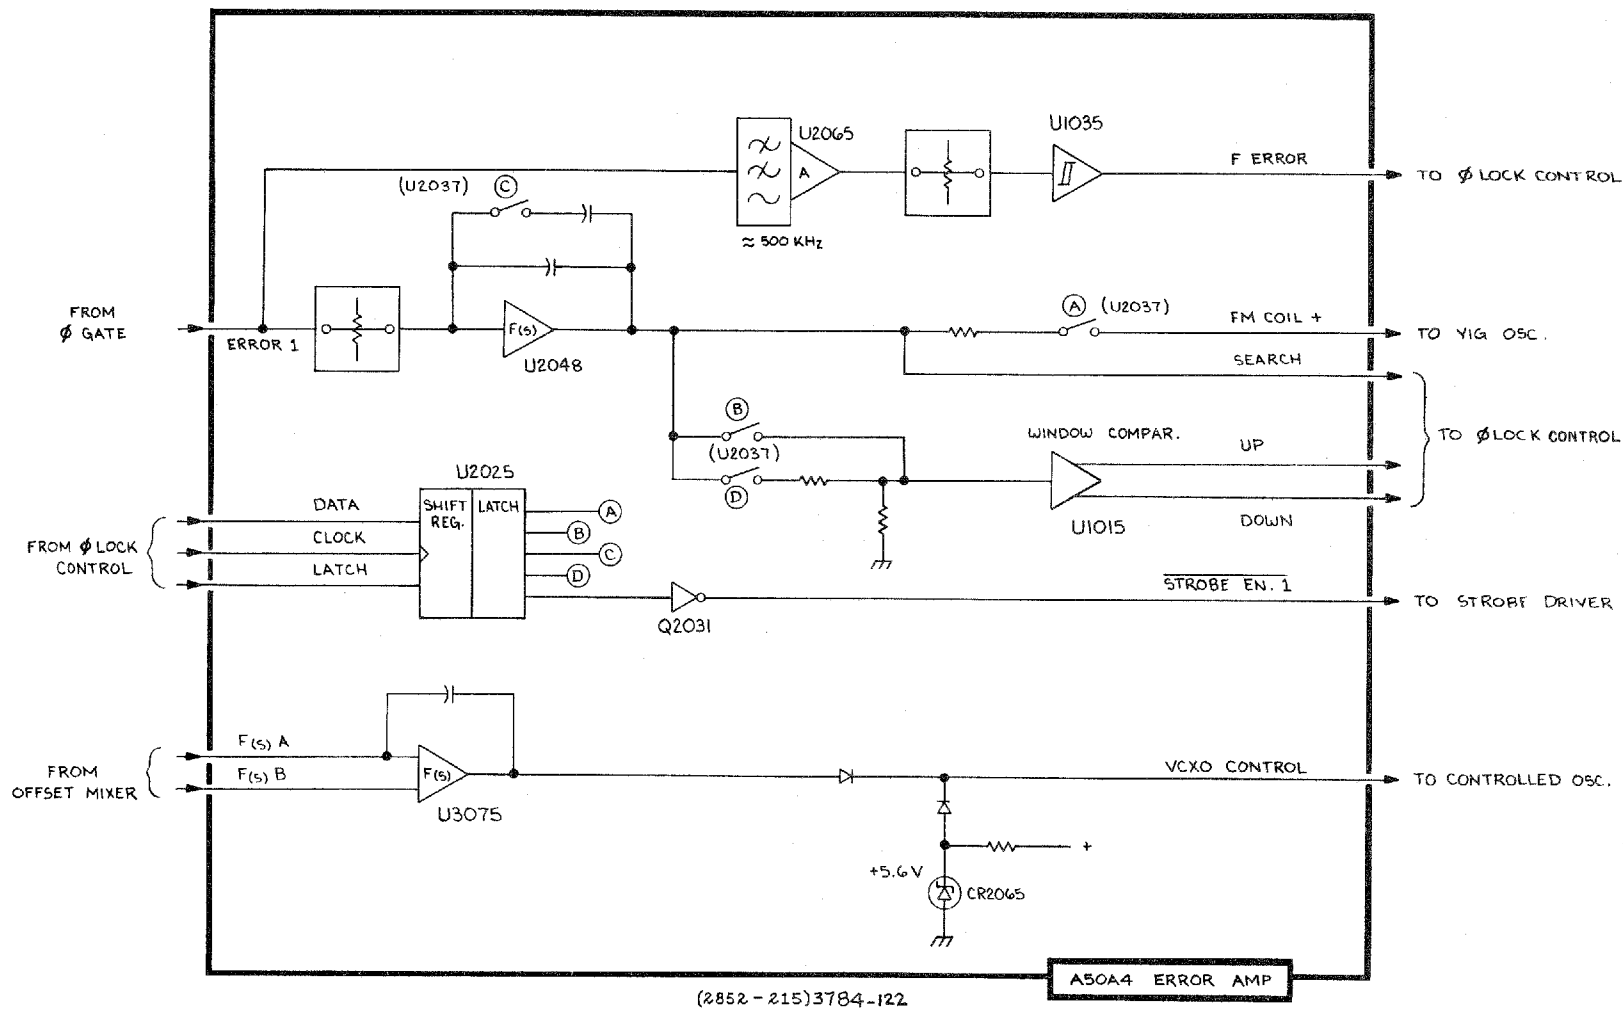 U2065
A
≈ 500 KHz
U1035
F ERROR
TO ϕ LOCK CONTROL
(U2037) C
FROM
ϕ GATE
ERROR 1
F(s)
U2048
A (U2037)
FM COIL +
TO YIG OSC.
SEARCH
B
(U2037)
D
WINDOW COMPAR.
UP
U1015
DOWN
TO ϕ LOCK CONTROL
U2025
SHIFT
REG.
LATCH
DATA
CLOCK
LATCH
FROM ϕ LOCK
CONTROL
A
B
C
D
Q2031
STROBE EN. 1
TO STROBE DRIVER
F(s) A
F(s) B
FROM
OFFSET MIXER
F(s)
U3075
VCXO CONTROL
TO CONTROLLED OSC.
+
+5.6V
CR2065
A50A4 ERROR AMP
(2852-215)3784-122